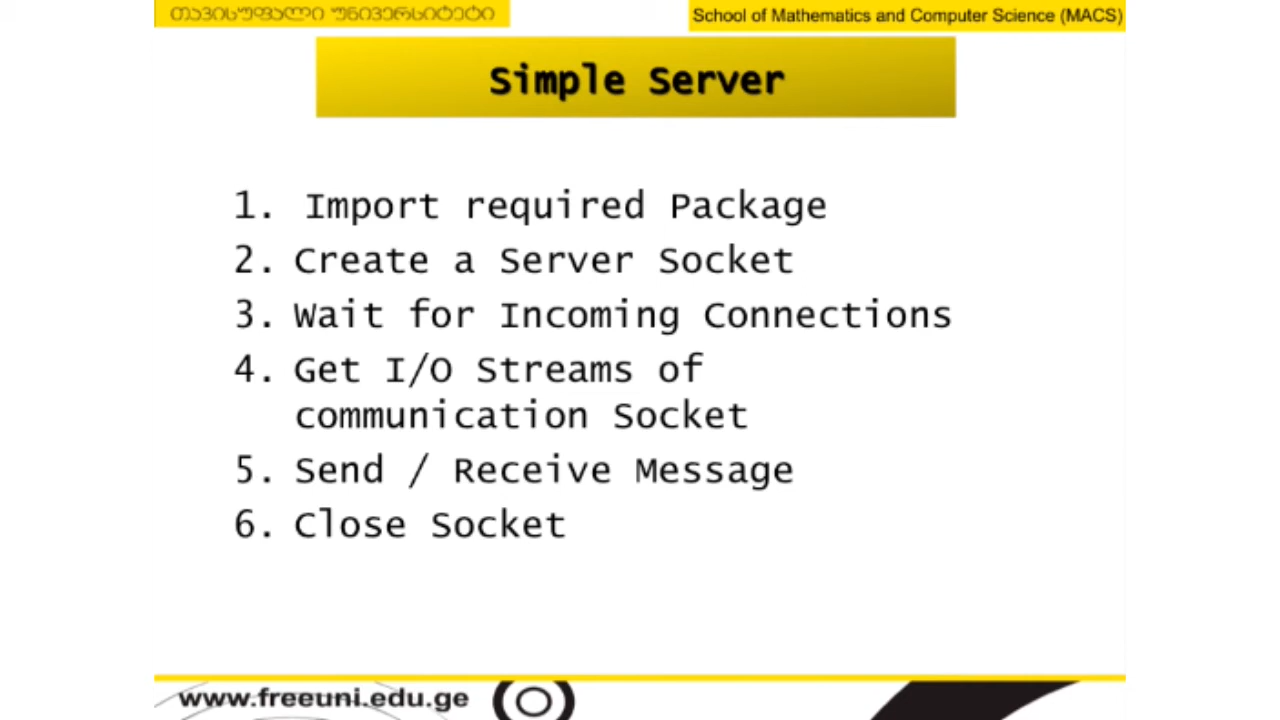 თავისუფალი უნივერსიტეტი
School of Mathematics and Computer Science (MACS)
Simple Server
1. Import required Package
2. Create a Server Socket
3. Wait for Incoming Connections
4. Get I/O Streams of
communication Socket
5. Send / Receive Message
6. Close Socket
www.freeuni.edu.ge